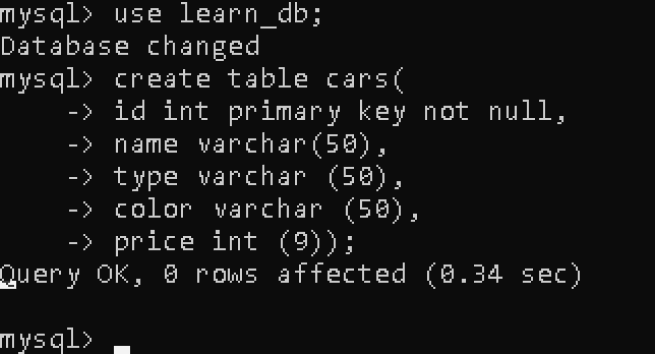 mysql> use learn_db;
Database changed
mysql> create table cars(
    -> id int primary key not null,
    -> name varchar(50),
    -> type varchar (50),
    -> color varchar (50),
    -> price int (9));
Query OK, 0 rows affected (0.34 sec)
mysql>